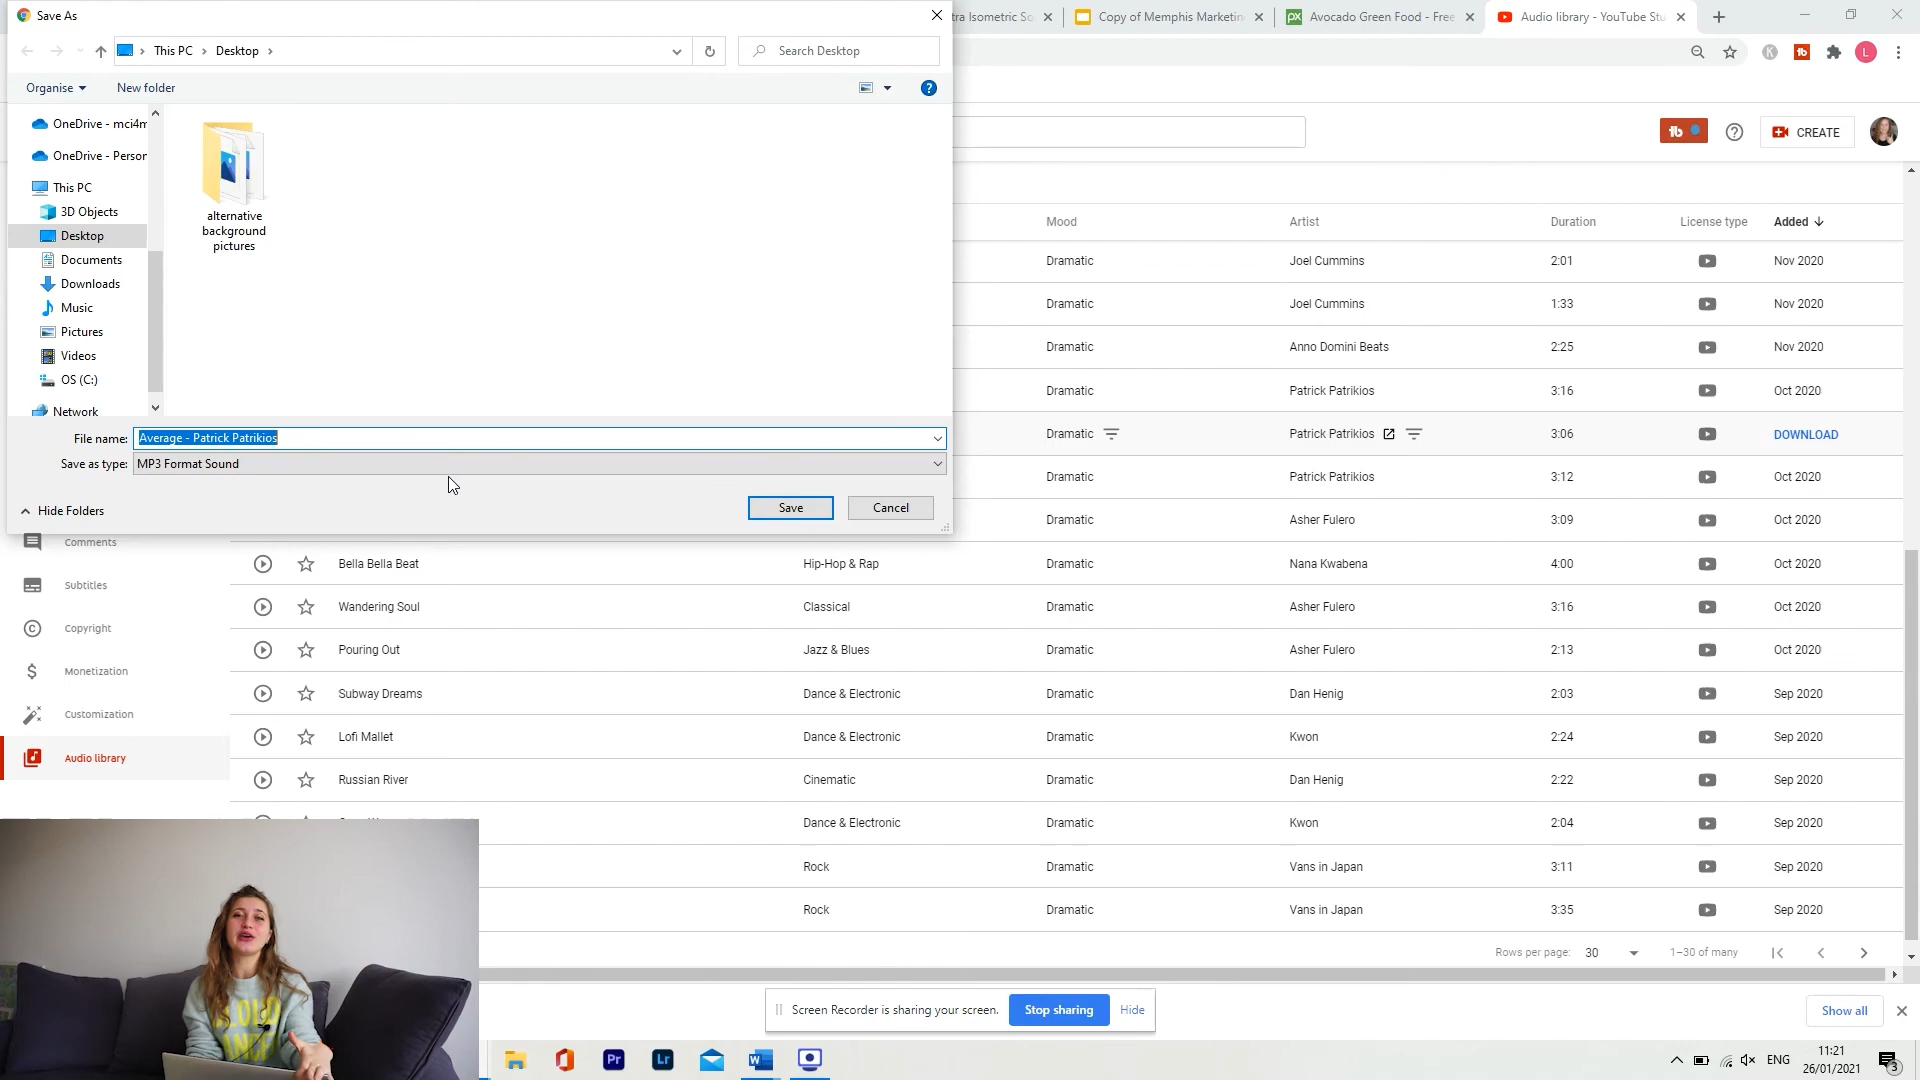 Save As
tra Isometric So
Copy of Memphis Marketin
Avocado Green Food - Free
Audio library - YouTube Stu
This PC
Desktop
Search Desktop
Organise
New folder
OneDrive - mci4m
OneDrive - Person
This PC
3D Objects
Desktop
Documents
Downloads
Music
Pictures
Videos
OS (C:)
Network
alternative
background
pictures
File name: Average - Patrick Patrikios
Save as type: MP3 Format Sound
Hide Folders
Save
Cancel
CREATE
Mood Artist Duration License type Added
Dramatic Joel Cummins 2:01 Nov 2020
Dramatic Joel Cummins 1:33 Nov 2020
Dramatic Anno Domini Beats 2:25 Nov 2020
Dramatic Patrick Patrikios 3:16 Oct 2020
Dramatic Patrick Patrikios 3:06 DOWNLOAD
Dramatic Patrick Patrikios 3:12 Oct 2020
Dramatic Asher Fulero 3:09 Oct 2020
Bella Bella Beat Hip-Hop & Rap Dramatic Nana Kwabena 4:00 Oct 2020
Wandering Soul Classical Dramatic Asher Fulero 3:16 Oct 2020
Pouring Out Jazz & Blues Dramatic Asher Fulero 2:13 Oct 2020
Subway Dreams Dance & Electronic Dramatic Dan Henig 2:03 Sep 2020
Lofi Mallet Dance & Electronic Dramatic Kwon 2:24 Sep 2020
Russian River Cinematic Dramatic Dan Henig 2:22 Sep 2020
Dance & Electronic Dramatic Kwon 2:04 Sep 2020
Rock Dramatic Vans in Japan 3:11 Sep 2020
Rock Dramatic Vans in Japan 3:35 Sep 2020
Comments
Subtitles
Copyright
Monetization
Customization
Audio library
Rows per page: 30 1–30 of many
Screen Recorder is sharing your screen. Stop sharing Hide
Show all
ENG
11:21
26/01/2021
3